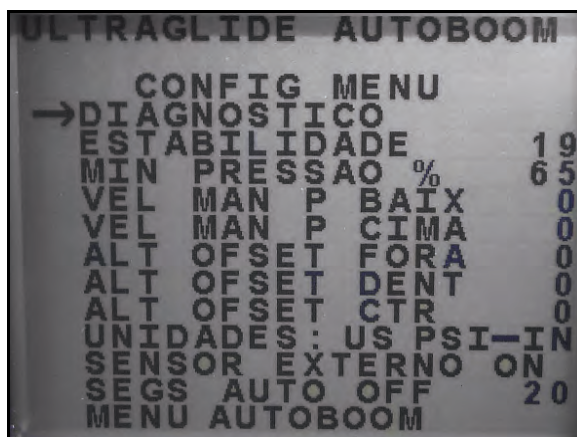 ULTRAGLIDE AUTOBOOM
CONFIG MENU
→DIAGNOSTICO
ESTABILIDADE 19
MIN PRESSAO % 65
VEL MAN P BAIX 0
VEL MAN P CIMA 0
ALT OFSET FORA 0
ALT OFSET DENT 0
ALT OFSET CTR 0
UNIDADES: US PSI-IN
SENSOR EXTERNO ON
SEGS AUTO OFF 20
MENU AUTOBOOM